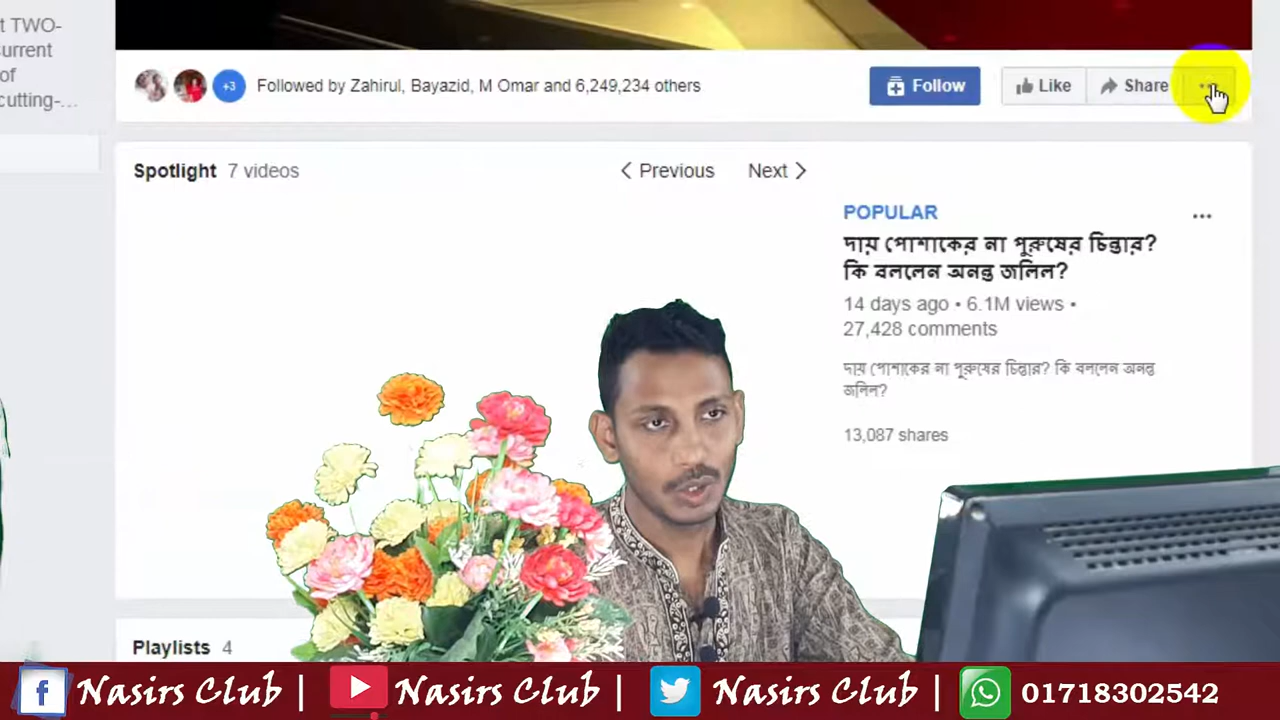 t TWO-
urrent
of
cutting-...
+3 Followed by Zahirul, Bayazid, M Omar and 6,249,234 others
Follow
Like
Share
Spotlight 7 videos
Previous
Next
POPULAR
দায় পোশাকের না পুরুষের চিন্তার?
কি বললেন অনন্ত জলিল?
14 days ago • 6.1M views •
27,428 comments
দায় পোশাকের না পুরুষের চিন্তার? কি বললেন অনন্ত
জলিল?
13,087 shares
Playlists 4
Nasirs Club | Nasirs Club | Nasirs Club | 01718302542